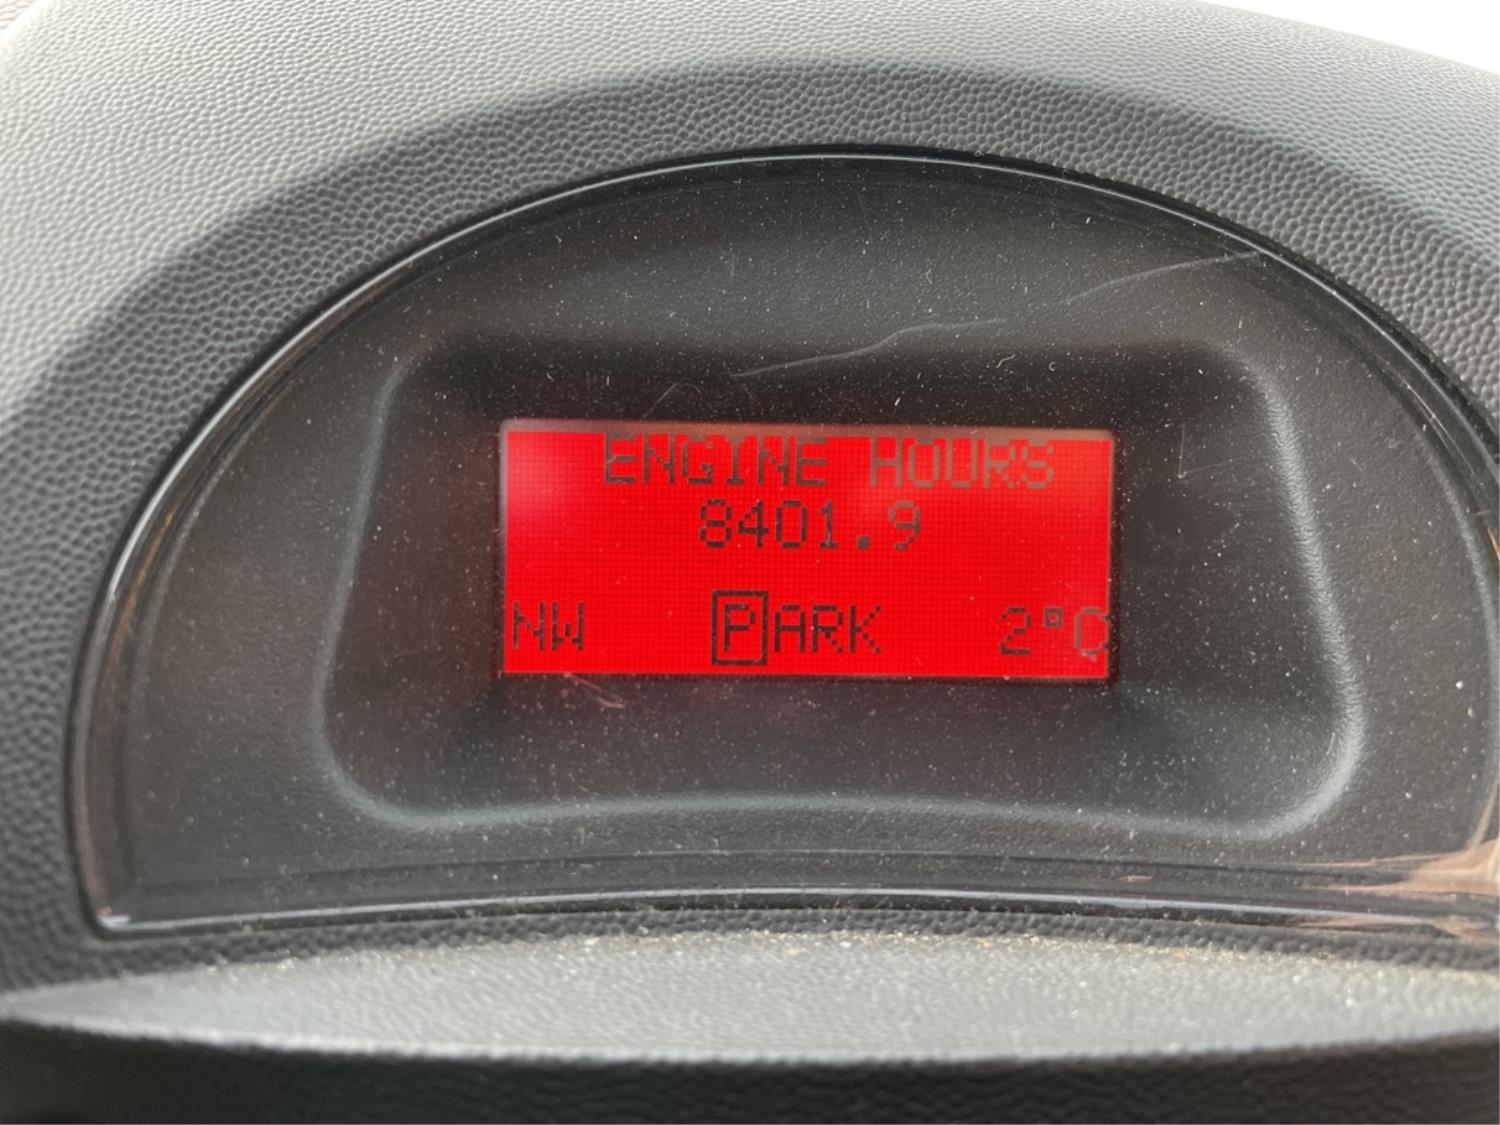 ENGINE HOURS
8401.9
NW PARK 2°C